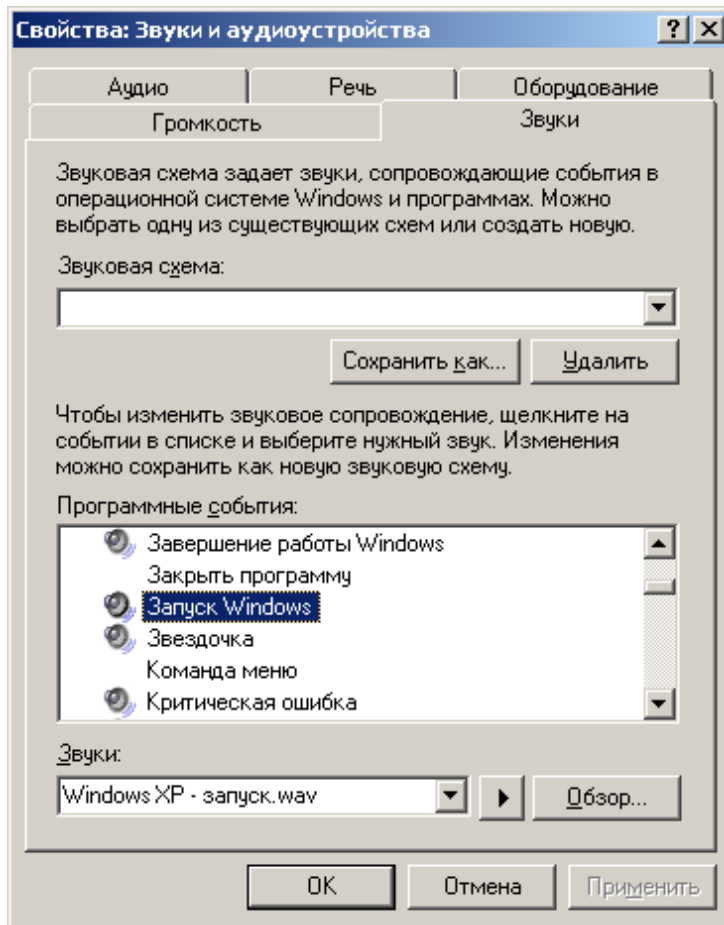 Свойства: Звуки и аудиоустройства
Аудио
Речь
Оборудование
Громкость
Звуки
Звуковая схема задает звуки, сопровождающие события в
операционной системе Windows и программах. Можно
выбрать одну из существующих схем или создать новую.
Звуковая схема:
Сохранить как...
Удалить
Чтобы изменить звуковое сопровождение, щелкните на
событии в списке и выберите нужный звук. Изменения
можно сохранить как новую звуковую схему.
Программные события:
Завершение работы Windows
Закрыть программу
Запуск Windows
Звездочка
Команда меню
Критическая ошибка
Звуки:
Windows XP - запуск.wav
Обзор...
OK
Отмена
Применить